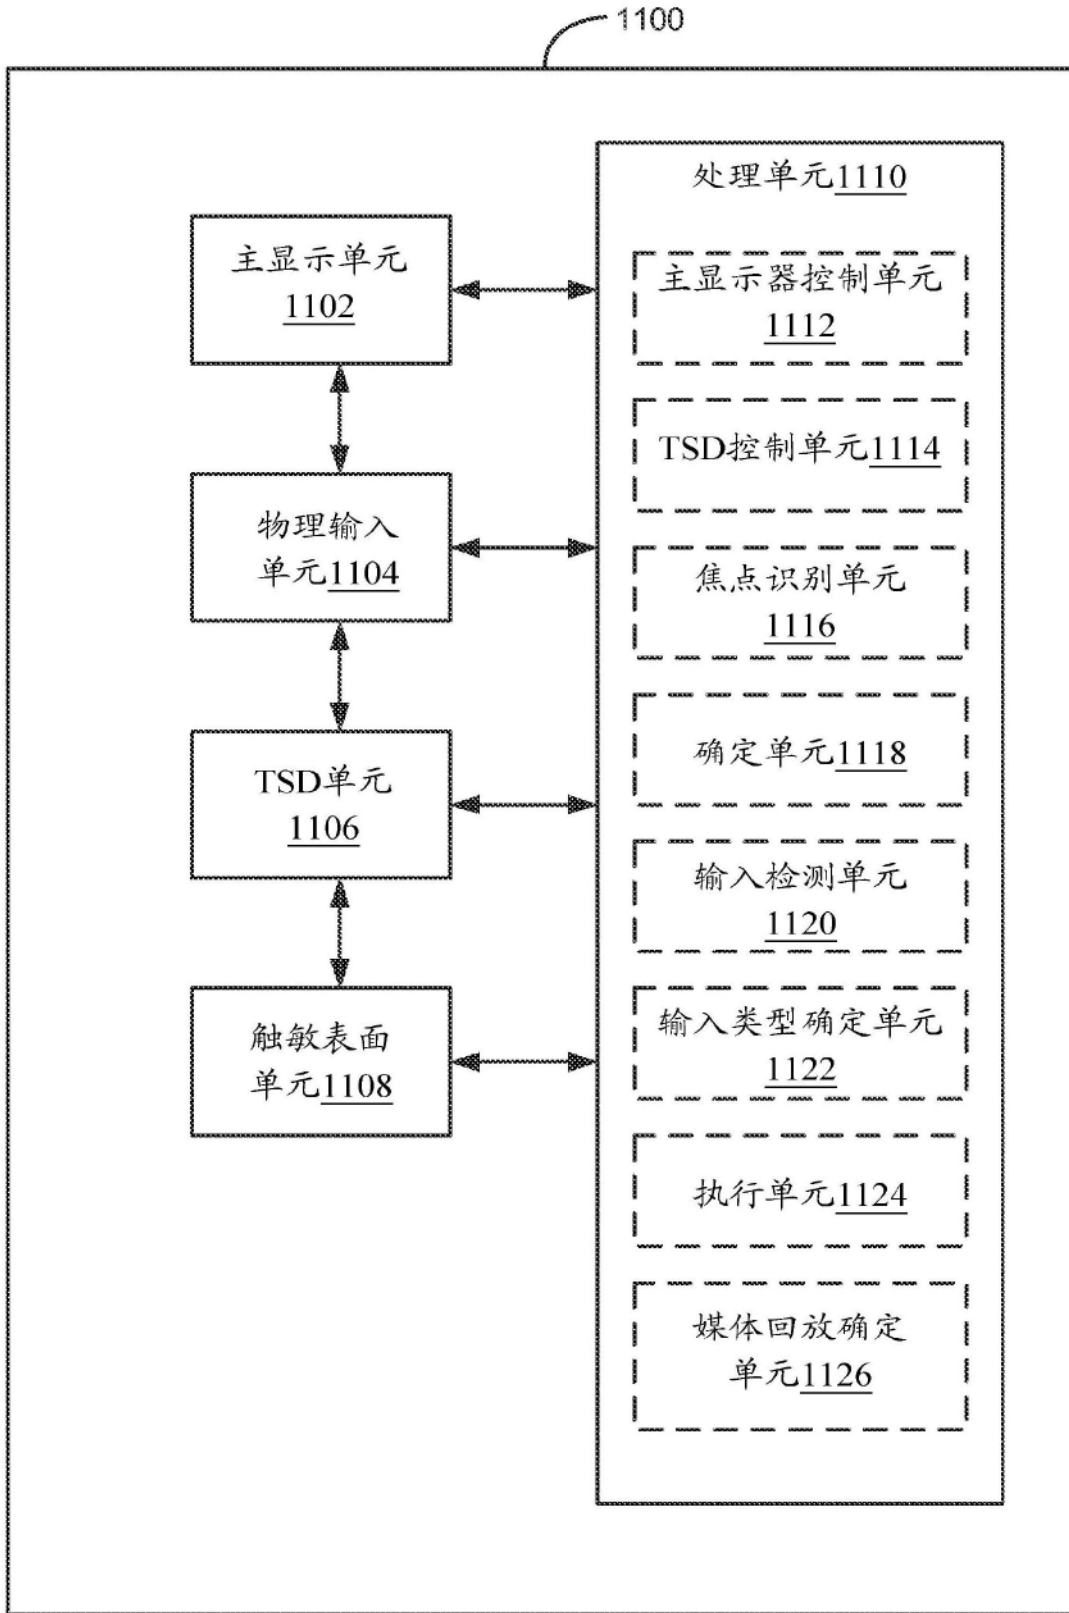 1100
主显示单元
1102
物理输入
单元1104
TSD单元
1106
触敏表面
单元1108
处理单元1110
主显示器控制单元
1112
TSD控制单元1114
焦点识别单元
1116
确定单元1118
输入检测单元
1120
输入类型确定单元
1122
执行单元1124
媒体回放确定
单元1126